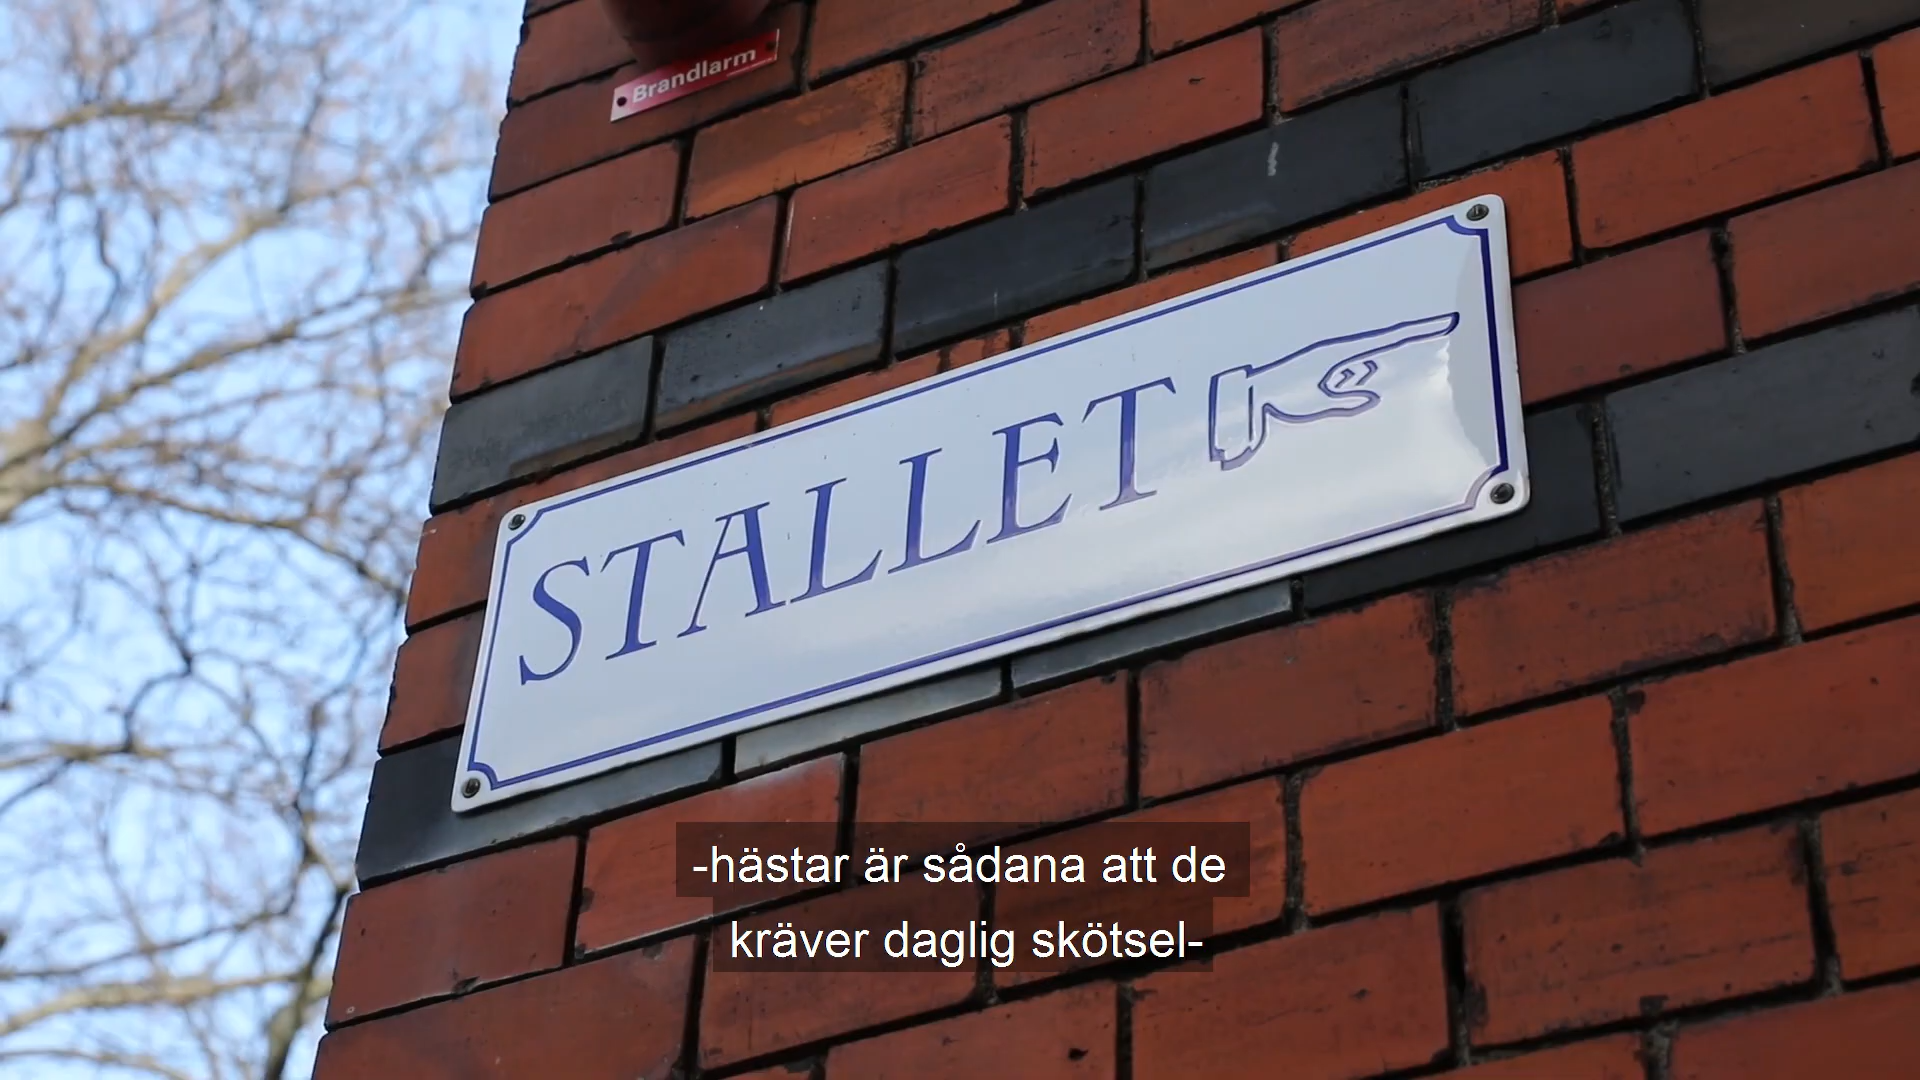 Brandlarm
STALLET
-hästar är sådana att de
kräver daglig skötsel-